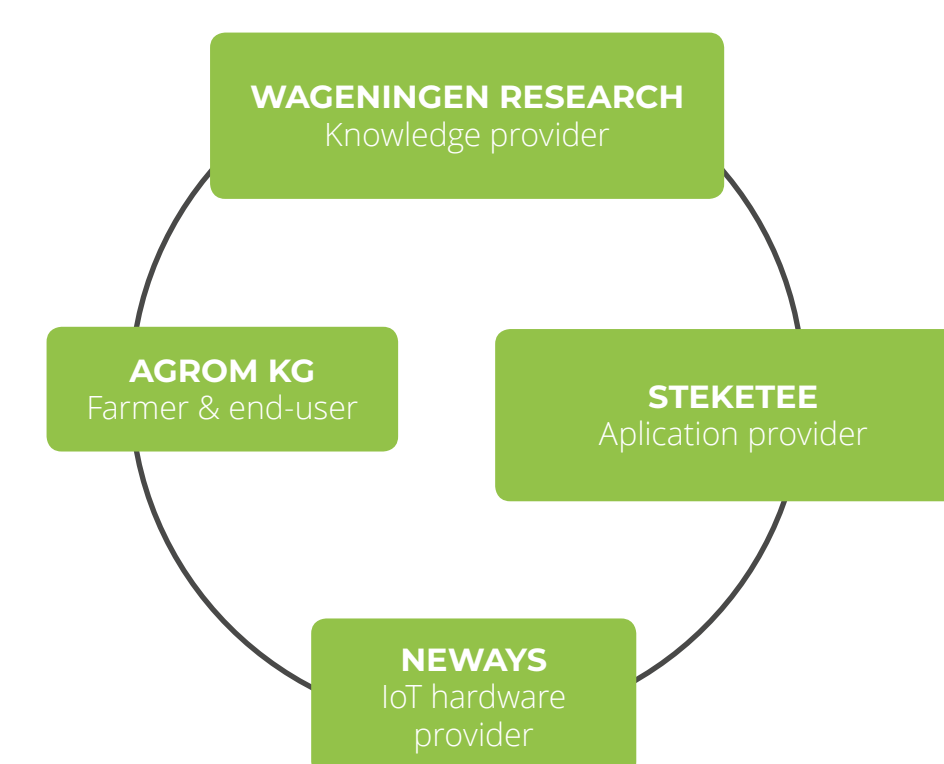 WAGENINGEN RESEARCH
Knowledge provider
AGROM KG
Farmer & end-user
STEKETEE
Aplication provider
NEWAYS
IoT hardware
provider